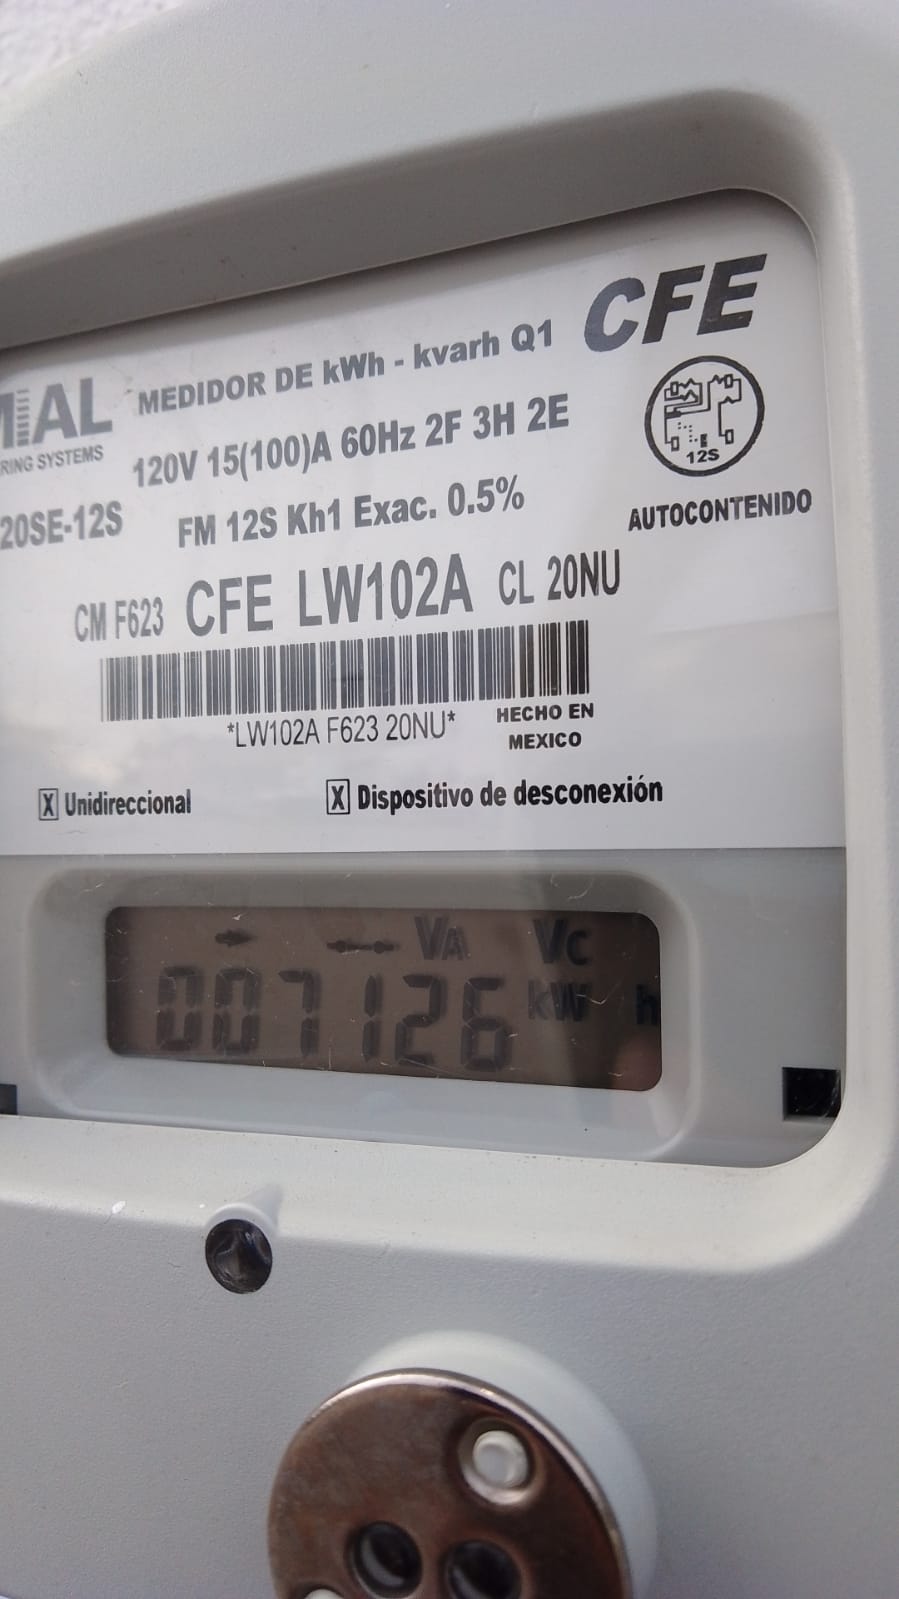 CFE
MEDIDOR DE kWh - kvarh Q1
120V 15(100)A 60Hz 2F 3H 2E
20SE-12S FM 12S Kh1 Exac. 0.5%
12S
AUTOCONTENIDO
CM F623 CFE LW102A CL 20NU
*LW102A F623 20NU*
HECHO EN
MEXICO
X Unidireccional X Dispositivo de desconexión
VA VC
007126 kW h